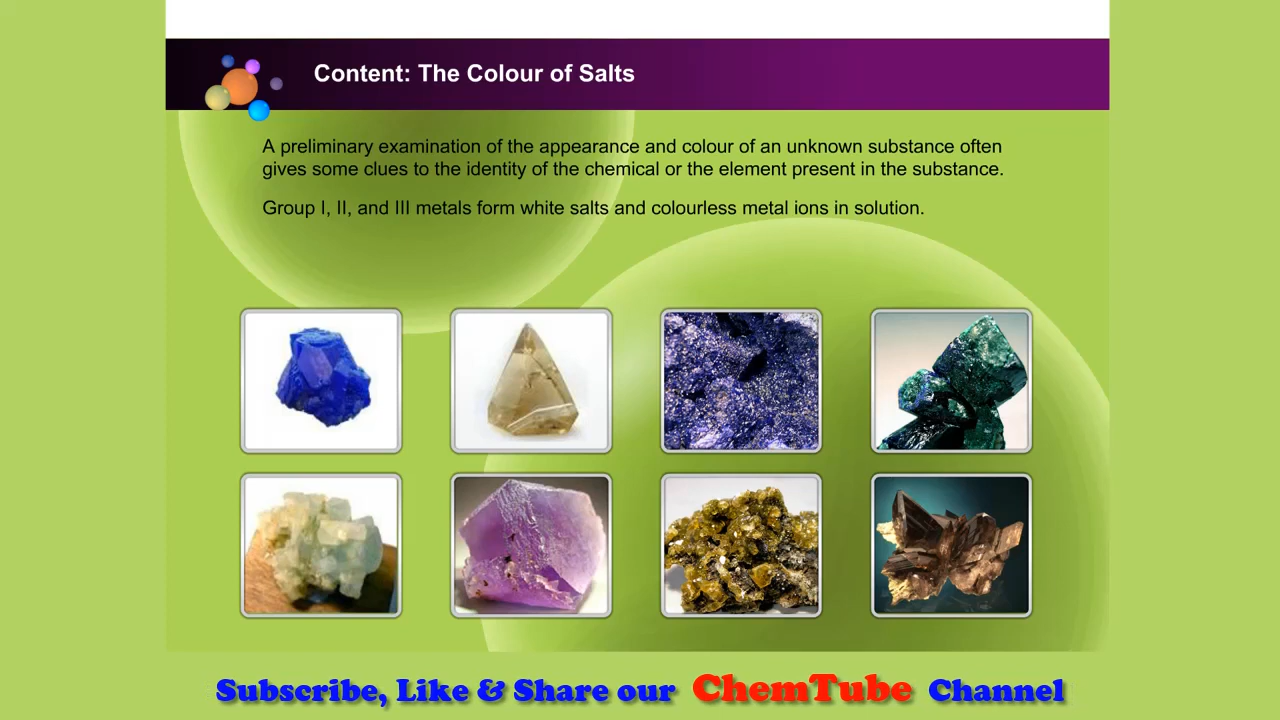 Content: The Colour of Salts
A preliminary examination of the appearance and colour of an unknown substance often
gives some clues to the identity of the chemical or the element present in the substance.
Group I, II, and III metals form white salts and colourless metal ions in solution.
Subscribe, Like & Share our ChemTube Channel